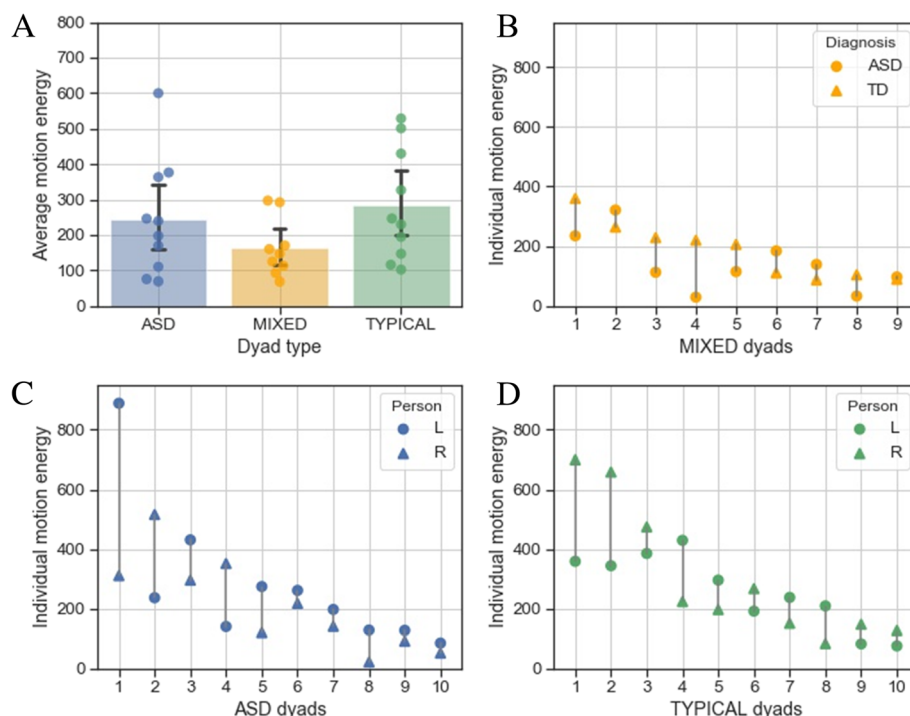 A
Average motion energy
800
700
600
500
400
300
200
100
0
ASD
MIXED
TYPICAL
Dyad type
B
Individual motion energy
800
600
400
200
0
Diagnosis
ASD
TD
1 2 3 4 5 6 7 8 9
MIXED dyads
C
Individual motion energy
800
600
400
200
0
Person
L
R
1 2 3 4 5 6 7 8 9 10
ASD dyads
D
Individual motion energy
800
600
400
200
0
Person
L
R
1 2 3 4 5 6 7 8 9 10
TYPICAL dyads